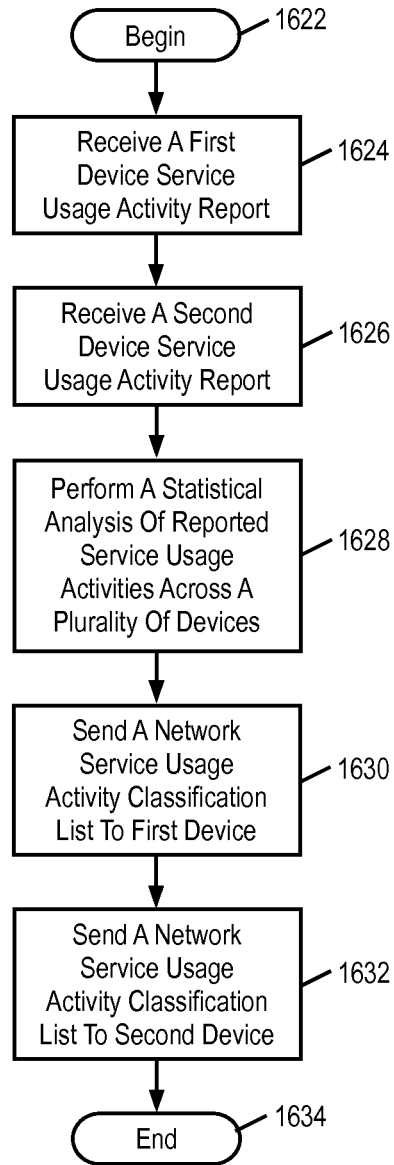 Begin
1622
Receive A First
Device Service
Usage Activity Report
1624
Receive A Second
Device Service
Usage Activity Report
1626
Perform A Statistical
Analysis Of Reported
Service Usage
Activities Across A
Plurality Of Devices
1628
Send A Network
Service Usage
Activity Classification
List To First Device
1630
Send A Network
Service Usage
Activity Classification
List To Second Device
1632
End
1634